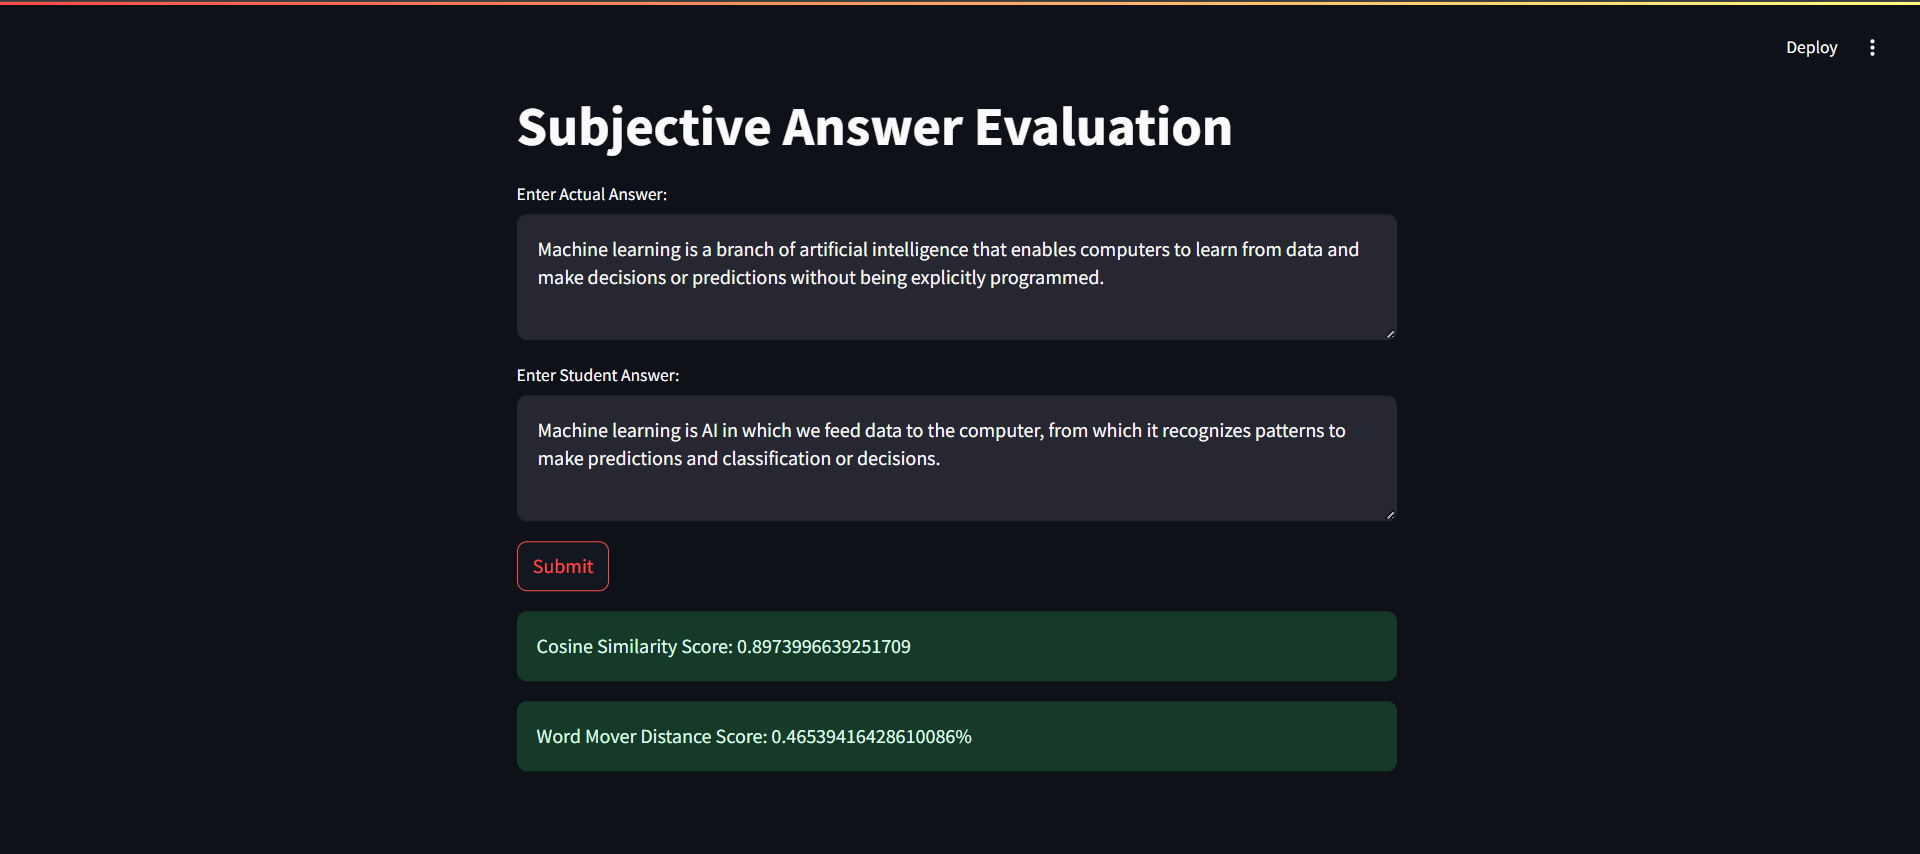 Deploy
Subjective Answer Evaluation
Enter Actual Answer:
Machine learning is a branch of artificial intelligence that enables computers to learn from data and
make decisions or predictions without being explicitly programmed.
Enter Student Answer:
Machine learning is AI in which we feed data to the computer, from which it recognizes patterns to
make predictions and classification or decisions.
Submit
Cosine Similarity Score: 0.8973996639251709
Word Mover Distance Score: 0.46539416428610086%